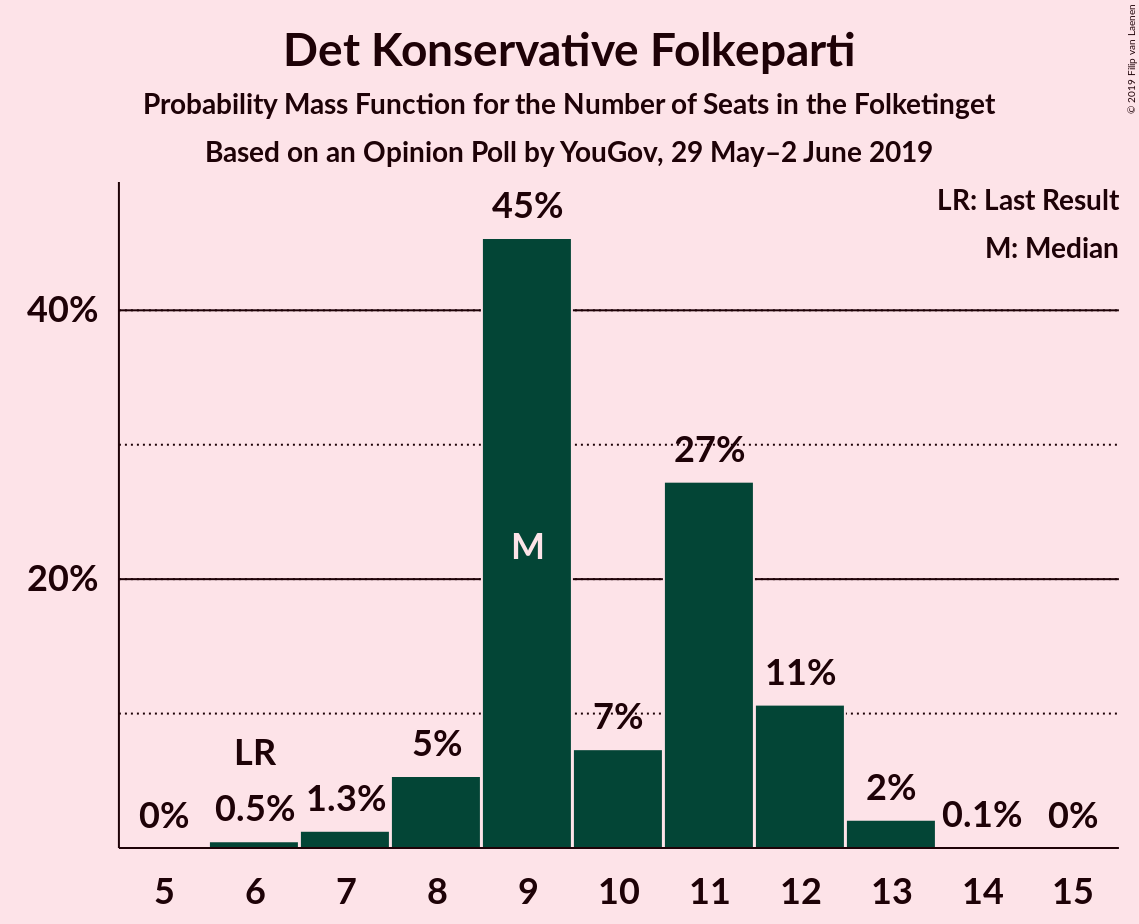 Det Konservative Folkeparti
Probability Mass Function for the Number of Seats in the Folketinget
Based on an Opinion Poll by YouGov, 29 May–2 June 2019
© 2019 Filip van Laenen
LR: Last Result
M: Median
40%
20%
0%
LR
0.5%
1.3%
5%
45%
M
7%
27%
11%
2%
0.1%
0%
5 6 7 8 9 10 11 12 13 14 15